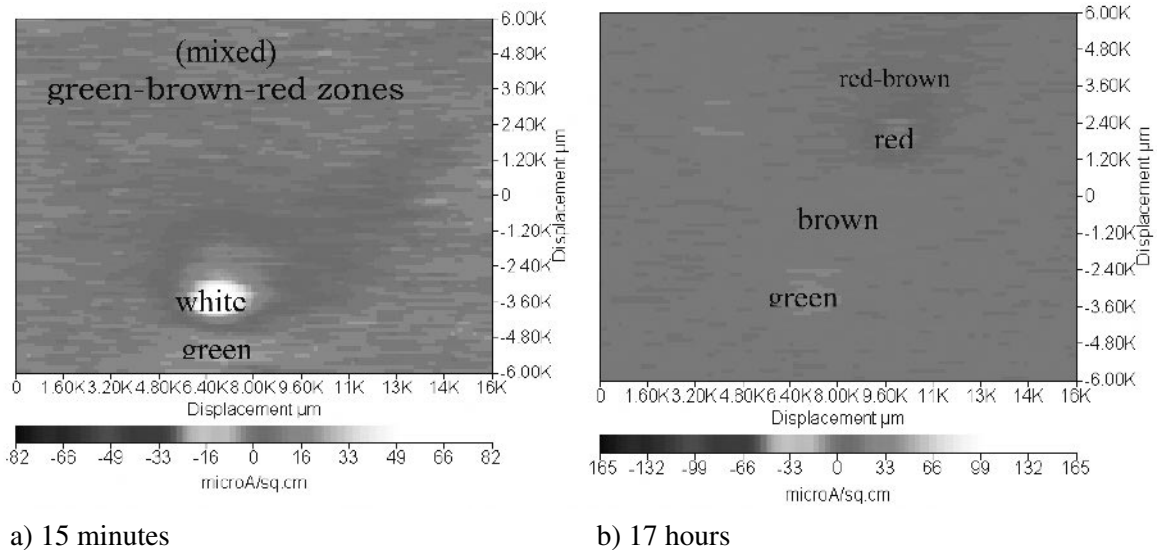 (mixed)
green-brown-red zones
white
green
6.00K
4.80K
3.60K
2.40K
1.20K
0
-1.20K
-2.40K
-3.60K
-4.80K
-6.00K
Displacement µm
0 1.60K 3.20K 4.80K 6.40K 8.00K 9.60K 11K 13K 14K 16K
Displacement µm
-82 -66 -49 -33 -16 0 16 33 49 66 82
microA/sq.cm
a) 15 minutes
red-brown
red
brown
green
6.00K
4.80K
3.60K
2.40K
1.20K
0
-1.20K
-2.40K
-3.60K
-4.80K
-6.00K
Displacement µm
0 1.60K 3.20K 4.80K 6.40K 8.00K 9.60K 11K 13K 14K 16K
Displacement µm
165 -132 -99 -66 -33 0 33 66 99 132 165
microA/sq.cm
b) 17 hours